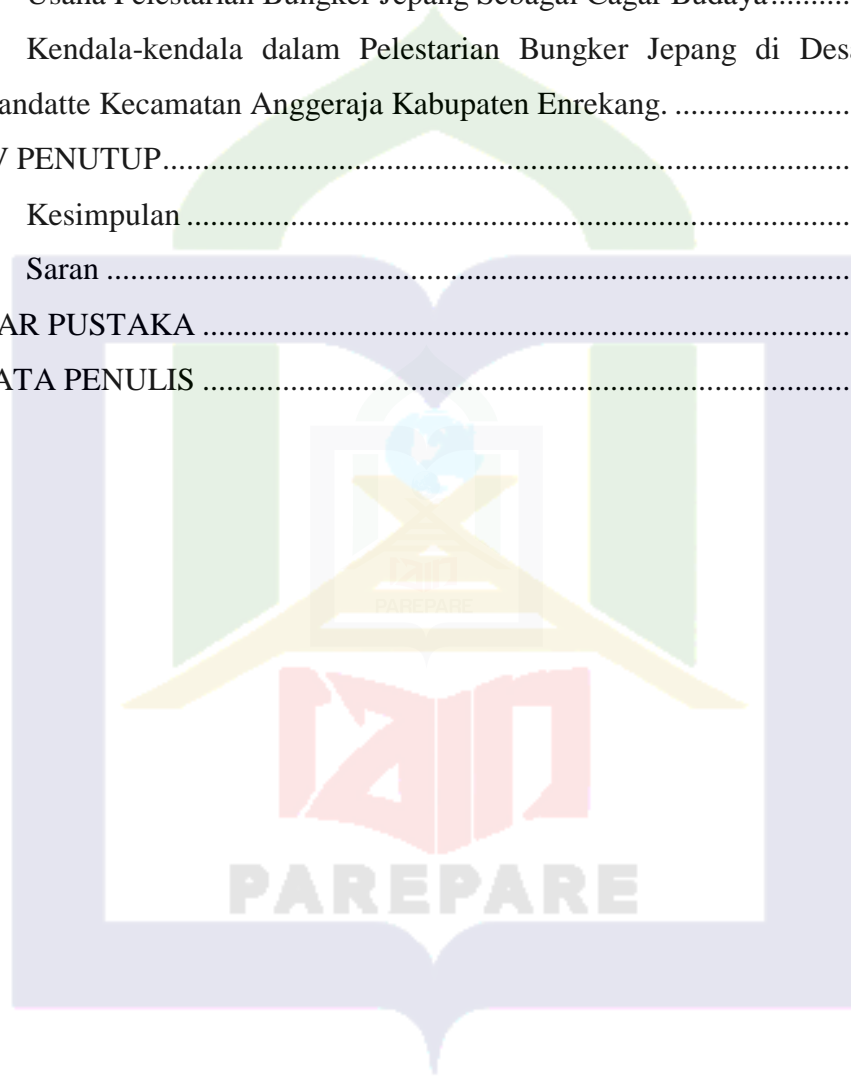 Usaha Pelestarian Bungker Jepang Sebagai Cagar Budaya..........
Kendala-kendala dalam Pelestarian Bungker Jepang di Desa
andatte Kecamatan Anggeraja Kabupaten Enrekang. ......................
V PENUTUP.........................................................................................
Kesimpulan ......................................................................................
Saran ................................................................................................
AR PUSTAKA ....................................................................................
ATA PENULIS ....................................................................................
PAREPARE
PAREPARE